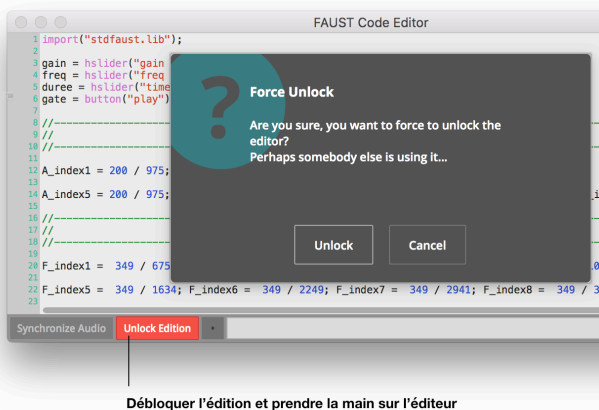 FAUST Code Editor
1 import("stdfaust.lib");
2
3 gain = hslider("gain
4 freq = hslider("freq
5 duree = hslider("time
6 gate = button("play")
7
8 //
9 //
10 //
11
12 A_index1 = 200 / 975;
13
14 A_index5 = 200 / 975;
15
16 //
17 //
18 //
19
20 F_index1 = 349 / 675
21
22 F_index5 = 349 / 1634; F_index6 = 349 / 2249; F_index7 = 349 / 2941; F_index8 = 349 / 3
23
?
Force Unlock
Are you sure, you want to force to unlock the
editor?
Perhaps somebody else is using it...
Unlock Cancel
Synchronize Audio Unlock Edition
Débloquer l'édition et prendre la main sur l'éditeur